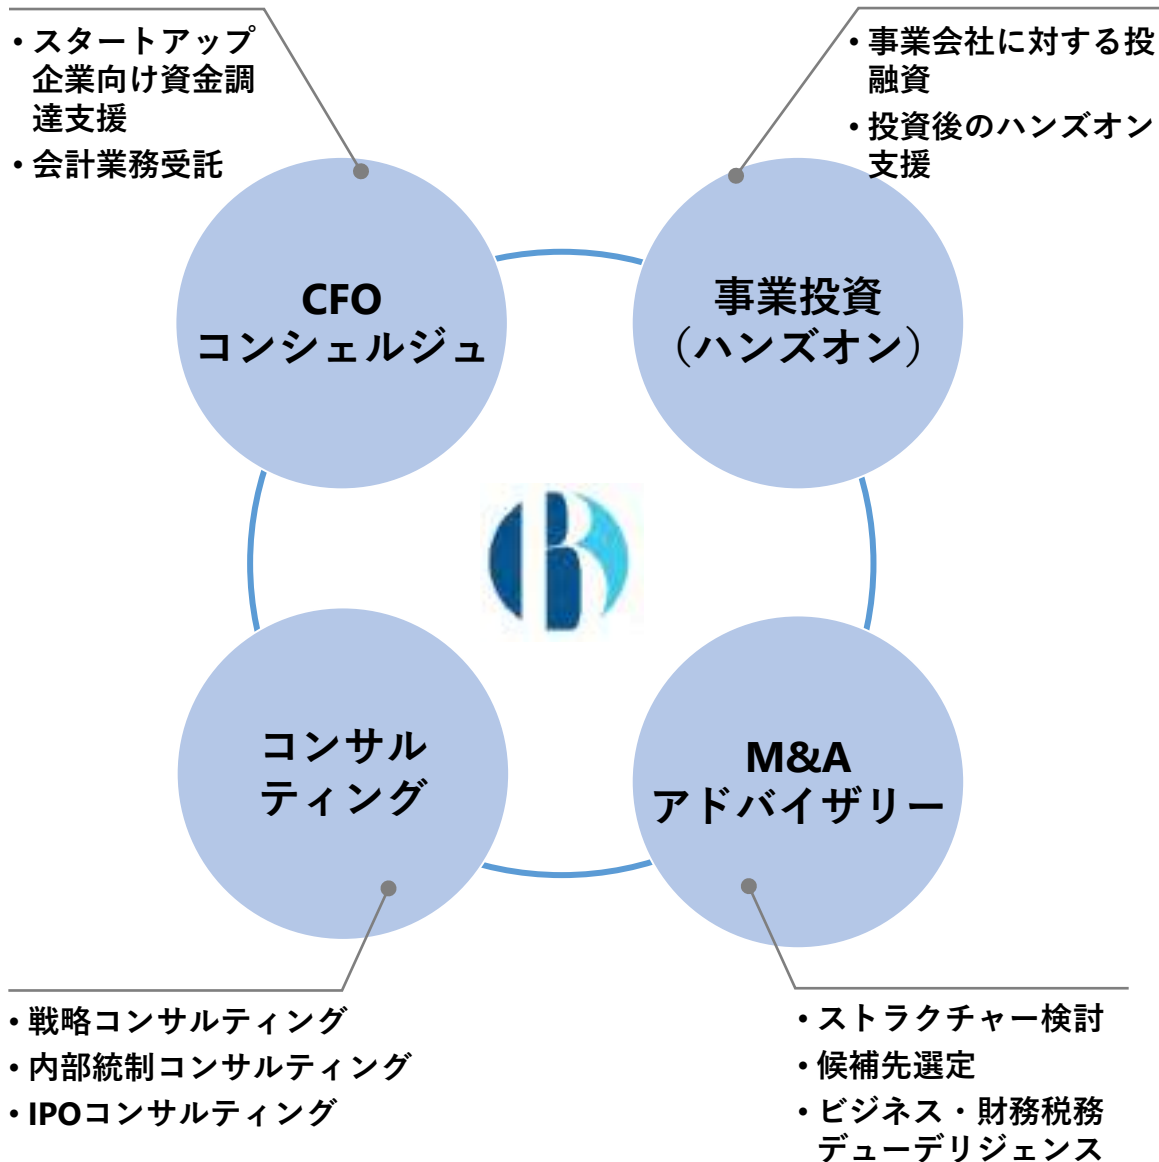 ・スタートアップ
企業向け資金調
達支援
・会計業務受託
・事業会社に対する投
融資
・投資後のハンズオン
支援
CFO
コンシェルジュ
事業投資
（ハンズオン）
コンサル
ティング
M&A
アドバイザリー
・戦略コンサルティング
・内部統制コンサルティング
・IPOコンサルティング
・ストラクチャー検討
・候補先選定
・ビジネス・財務税務
デューデリジェンス